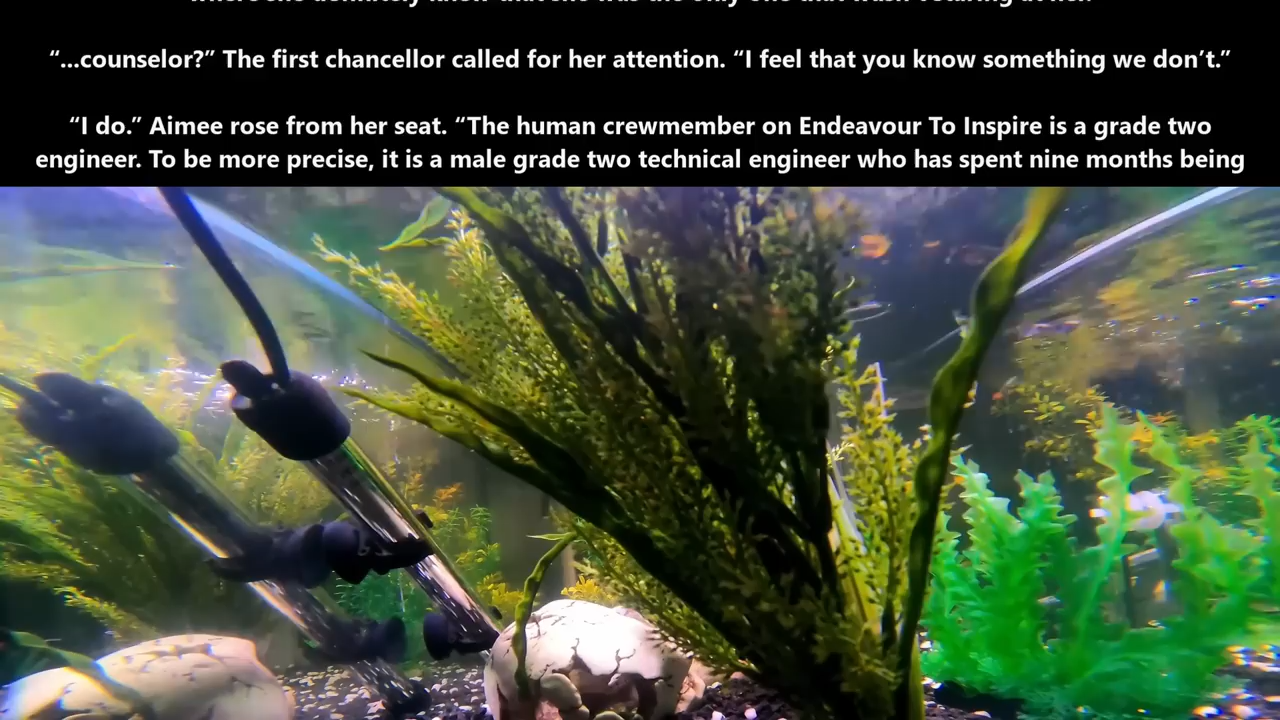 “...counselor?” The first chancellor called for her attention. “I feel that you know something we don’t.”
“I do.” Aimee rose from her seat. “The human crewmember on Endeavour To Inspire is a grade two
engineer. To be more precise, it is a male grade two technical engineer who has spent nine months being